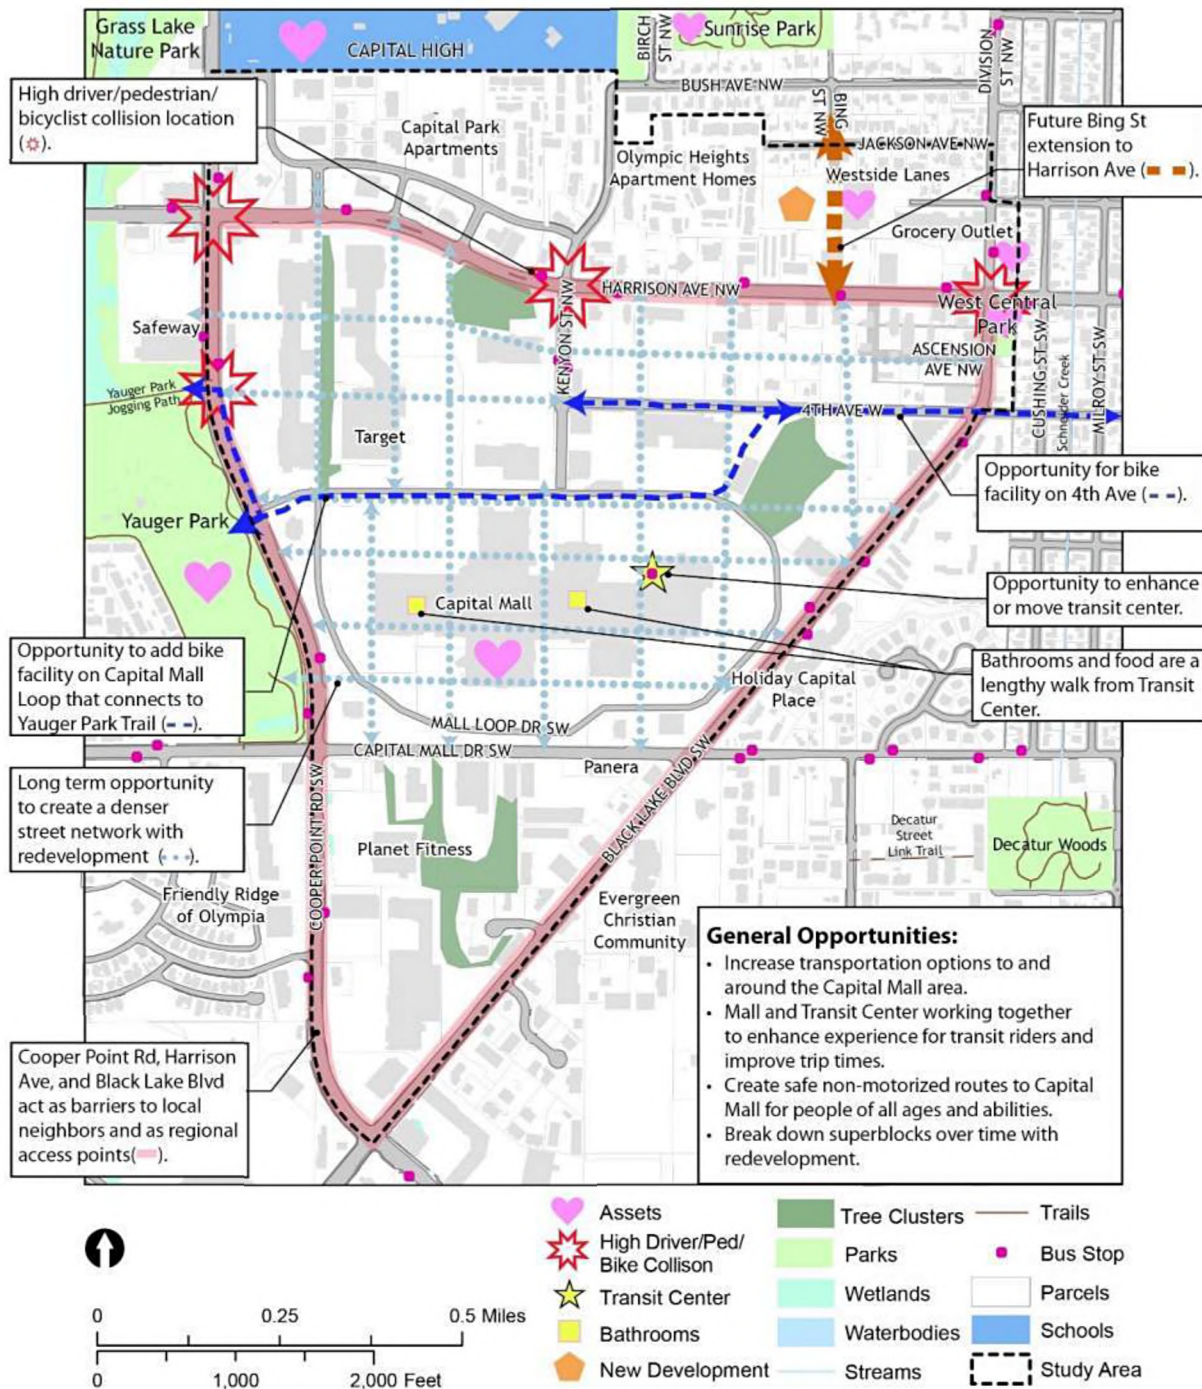 Grass Lake
Nature Park
CAPITAL HIGH
BIRCH
ST NW
Sunrise Park
DIVISION
ST NW
BUSH AVE NW
BING
ST NW
High driver/pedestrian/
bicyclist collision location
( ).
Capital Park
Apartments
Olympic Heights
Apartment Homes
JACKSON AVE NW
Westside Lanes
Future Bing St
extension to
Harrison Ave ( ).
Grocery Outlet
HARRISON AVE NW
West Central
Park
Safeway
KENYON ST NW
ASCENSION
AVE NW
CUSHING ST SW
Schneider Creek
MILROY ST SW
Yauger Park
Jogging Path
4TH AVE W
Target
Opportunity for bike
facility on 4th Ave ( ).
Yauger Park
Opportunity to enhance
or move transit center.
Capital Mall
Opportunity to add bike
facility on Capital Mall
Loop that connects to
Yauger Park Trail ( ).
Bathrooms and food are a
lengthy walk from Transit
Center.
Holiday Capital
Place
MALL LOOP DR SW
CAPITAL MALL DR SW
Panera
Long term opportunity
to create a denser
street network with
redevelopment ( ).
COOPER POINT RD SW
BLACK LAKE BLVD SW
Planet Fitness
Decatur
Street
Link Trail
Decatur Woods
Friendly Ridge
of Olympia
Evergreen
Christian
Community
General Opportunities:
• Increase transportation options to and
around the Capital Mall area.
• Mall and Transit Center working together
to enhance experience for transit riders and
improve trip times.
• Create safe non-motorized routes to Capital
Mall for people of all ages and abilities.
• Break down superblocks over time with
redevelopment.
Cooper Point Rd, Harrison
Ave, and Black Lake Blvd
act as barriers to local
neighbors and as regional
access points( ).
Assets
High Driver/Ped/
Bike Collison
Transit Center
Bathrooms
New Development
Tree Clusters
Parks
Wetlands
Waterbodies
Streams
Trails
Bus Stop
Parcels
Schools
Study Area
0 0.25 0.5 Miles
0 1,000 2,000 Feet